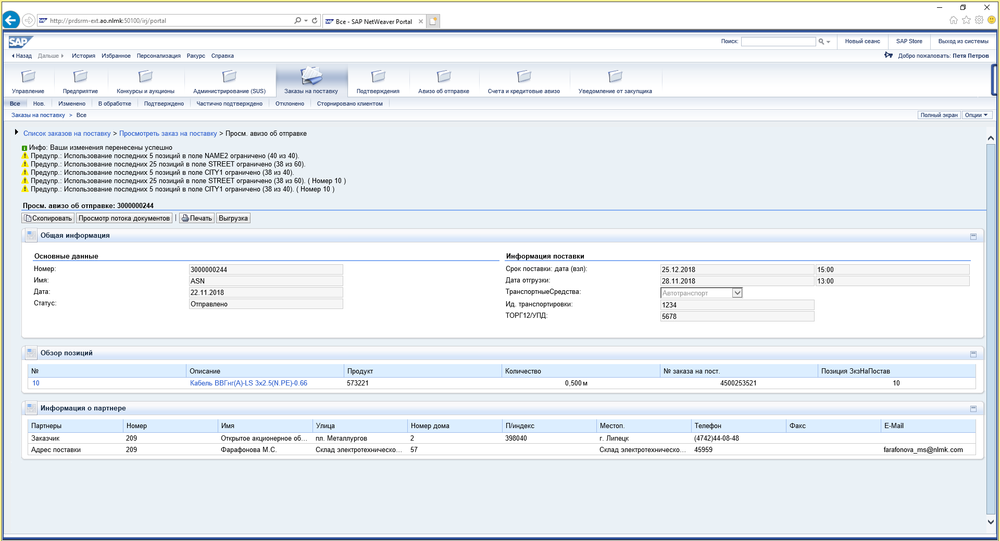 http://prdsrm-ext.ao.nlmk:50100/irj/portal
Все - SAP NetWeaver Portal
SAP
Поиск:
Новый сеанс
SAP Store
Выход из системы
Назад Дальше История Избранное Персонализация Ракурс Справка
Добро пожаловать: Петя Петров
Управление Предприятие Конкурсы и аукционы Администрирование (SUS) Заказы на поставку Подтверждения Авизо об отправке Счета и кредитовые авизо Уведомление от закупщика
Все Нов. Изменено В обработке Подтверждено Частично подтверждено Отклонено Сторнировано клиентом
Заказы на поставку > Все
Полный экран Опции
Список заказов на поставку > Просмотреть заказ на поставку > Просм. авизо об отправке
Инфо: Ваши изменения перенесены успешно
Предупр.: Использование последних 5 позиций в поле NAME2 ограничено (40 из 40).
Предупр.: Использование последних 25 позиций в поле STREET ограничено (38 из 60).
Предупр.: Использование последних 5 позиций в поле CITY1 ограничено (38 из 40).
Предупр.: Использование последних 25 позиций в поле STREET ограничено (38 из 60). ( Номер 10 )
Предупр.: Использование последних 5 позиций в поле CITY1 ограничено (38 из 40). ( Номер 10 )
Просм. авизо об отправке: 3000000244
Скопировать Просмотр потока документов | Печать Выгрузка
Общая информация
Основные данные
Номер: 3000000244
Имя: ASN
Дата: 22.11.2018
Статус: Отправлено
Информация поставки
Срок поставки: дата (взл): 25.12.2018 15:00
Дата отгрузки: 28.11.2018 13:00
ТранспортныеСредства: Автотранспорт
Ид. транспортировки: 1234
ТОРГ12/УПД: 5678
Обзор позиций
№ Описание Продукт Количество № заказа на пост. Позиция ЗкзНаПостав
10 Кабель ВВГнг(А)-LS 3х2.5(N.PE)-0.66 573221 0,500 м 4500253521 10
Информация о партнере
Партнеры Номер Имя Улица Номер дома П/индекс Местоп. Телефон Факс E-Mail
Заказчик 209 Открытое акционерное об... пл. Металлургов 2 398040 г. Липецк (4742)44-08-48
Адрес поставки 209 Фарафонова М.С. Склад электротехническо... 57 Склад электротехническо... 45959 farafonova_ms@nlmk.com